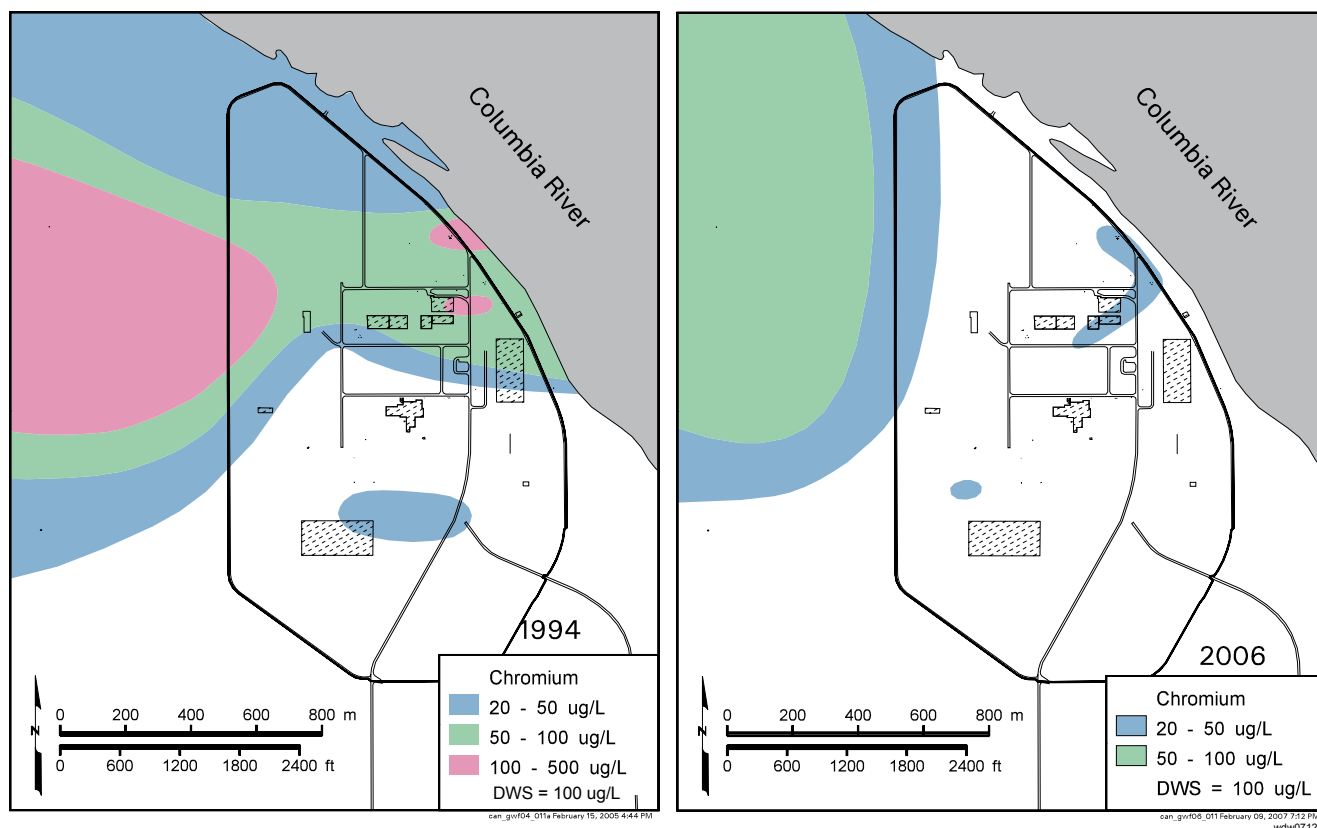 Columbia River
1994
Chromium
20 - 50 ug/L
50 - 100 ug/L
100 - 500 ug/L
DWS = 100 ug/L
N
0 200 400 600 800 m
0 600 1200 1800 2400 ft
can_gwf04_011a February 15, 2005 4:44 PM
Columbia River
2006
Chromium
20 - 50 ug/L
50 - 100 ug/L
DWS = 100 ug/L
N
0 200 400 600 800 m
0 600 1200 1800 2400 ft
can_gwf06_011 February 09, 2007 7:12 PM